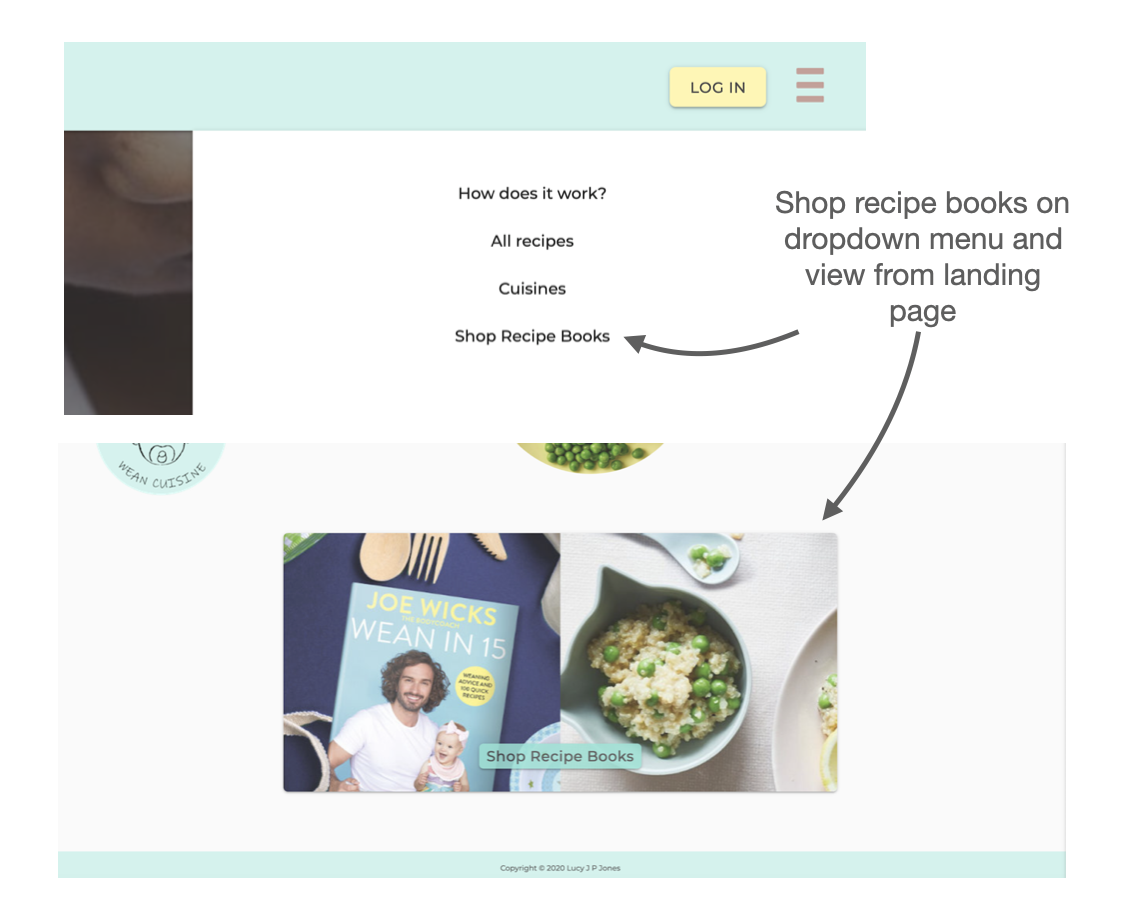 LOG IN
How does it work?
All recipes
Cuisines
Shop Recipe Books
Shop recipe books on
dropdown menu and
view from landing
page
WEAN CUISINE
JOE WICKS
THE BODYCOACH
WEAN IN 15
WEANING
ADVICE AND
100 QUICK
RECIPES
Shop Recipe Books
Copyright © 2020 Lucy J P Jones